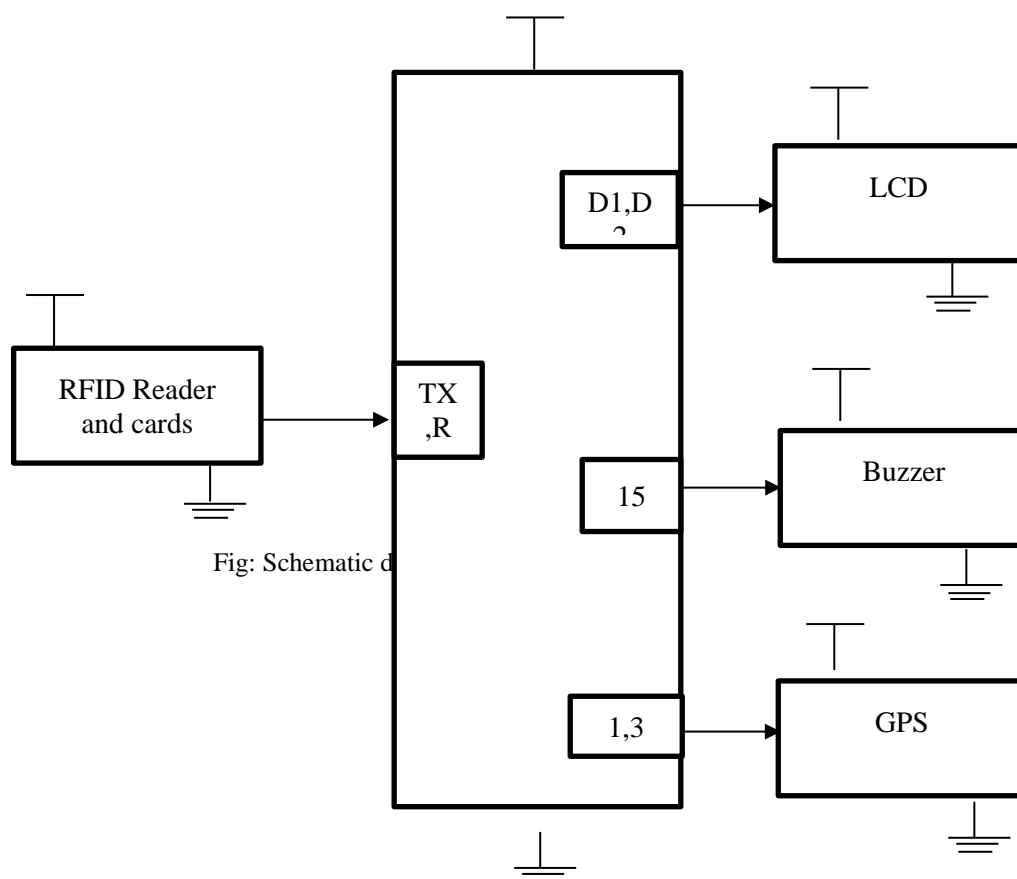 LCD
D1,D
RFID Reader
and cards
TX
,R
Buzzer
15
Fig: Schematic d
GPS
1,3